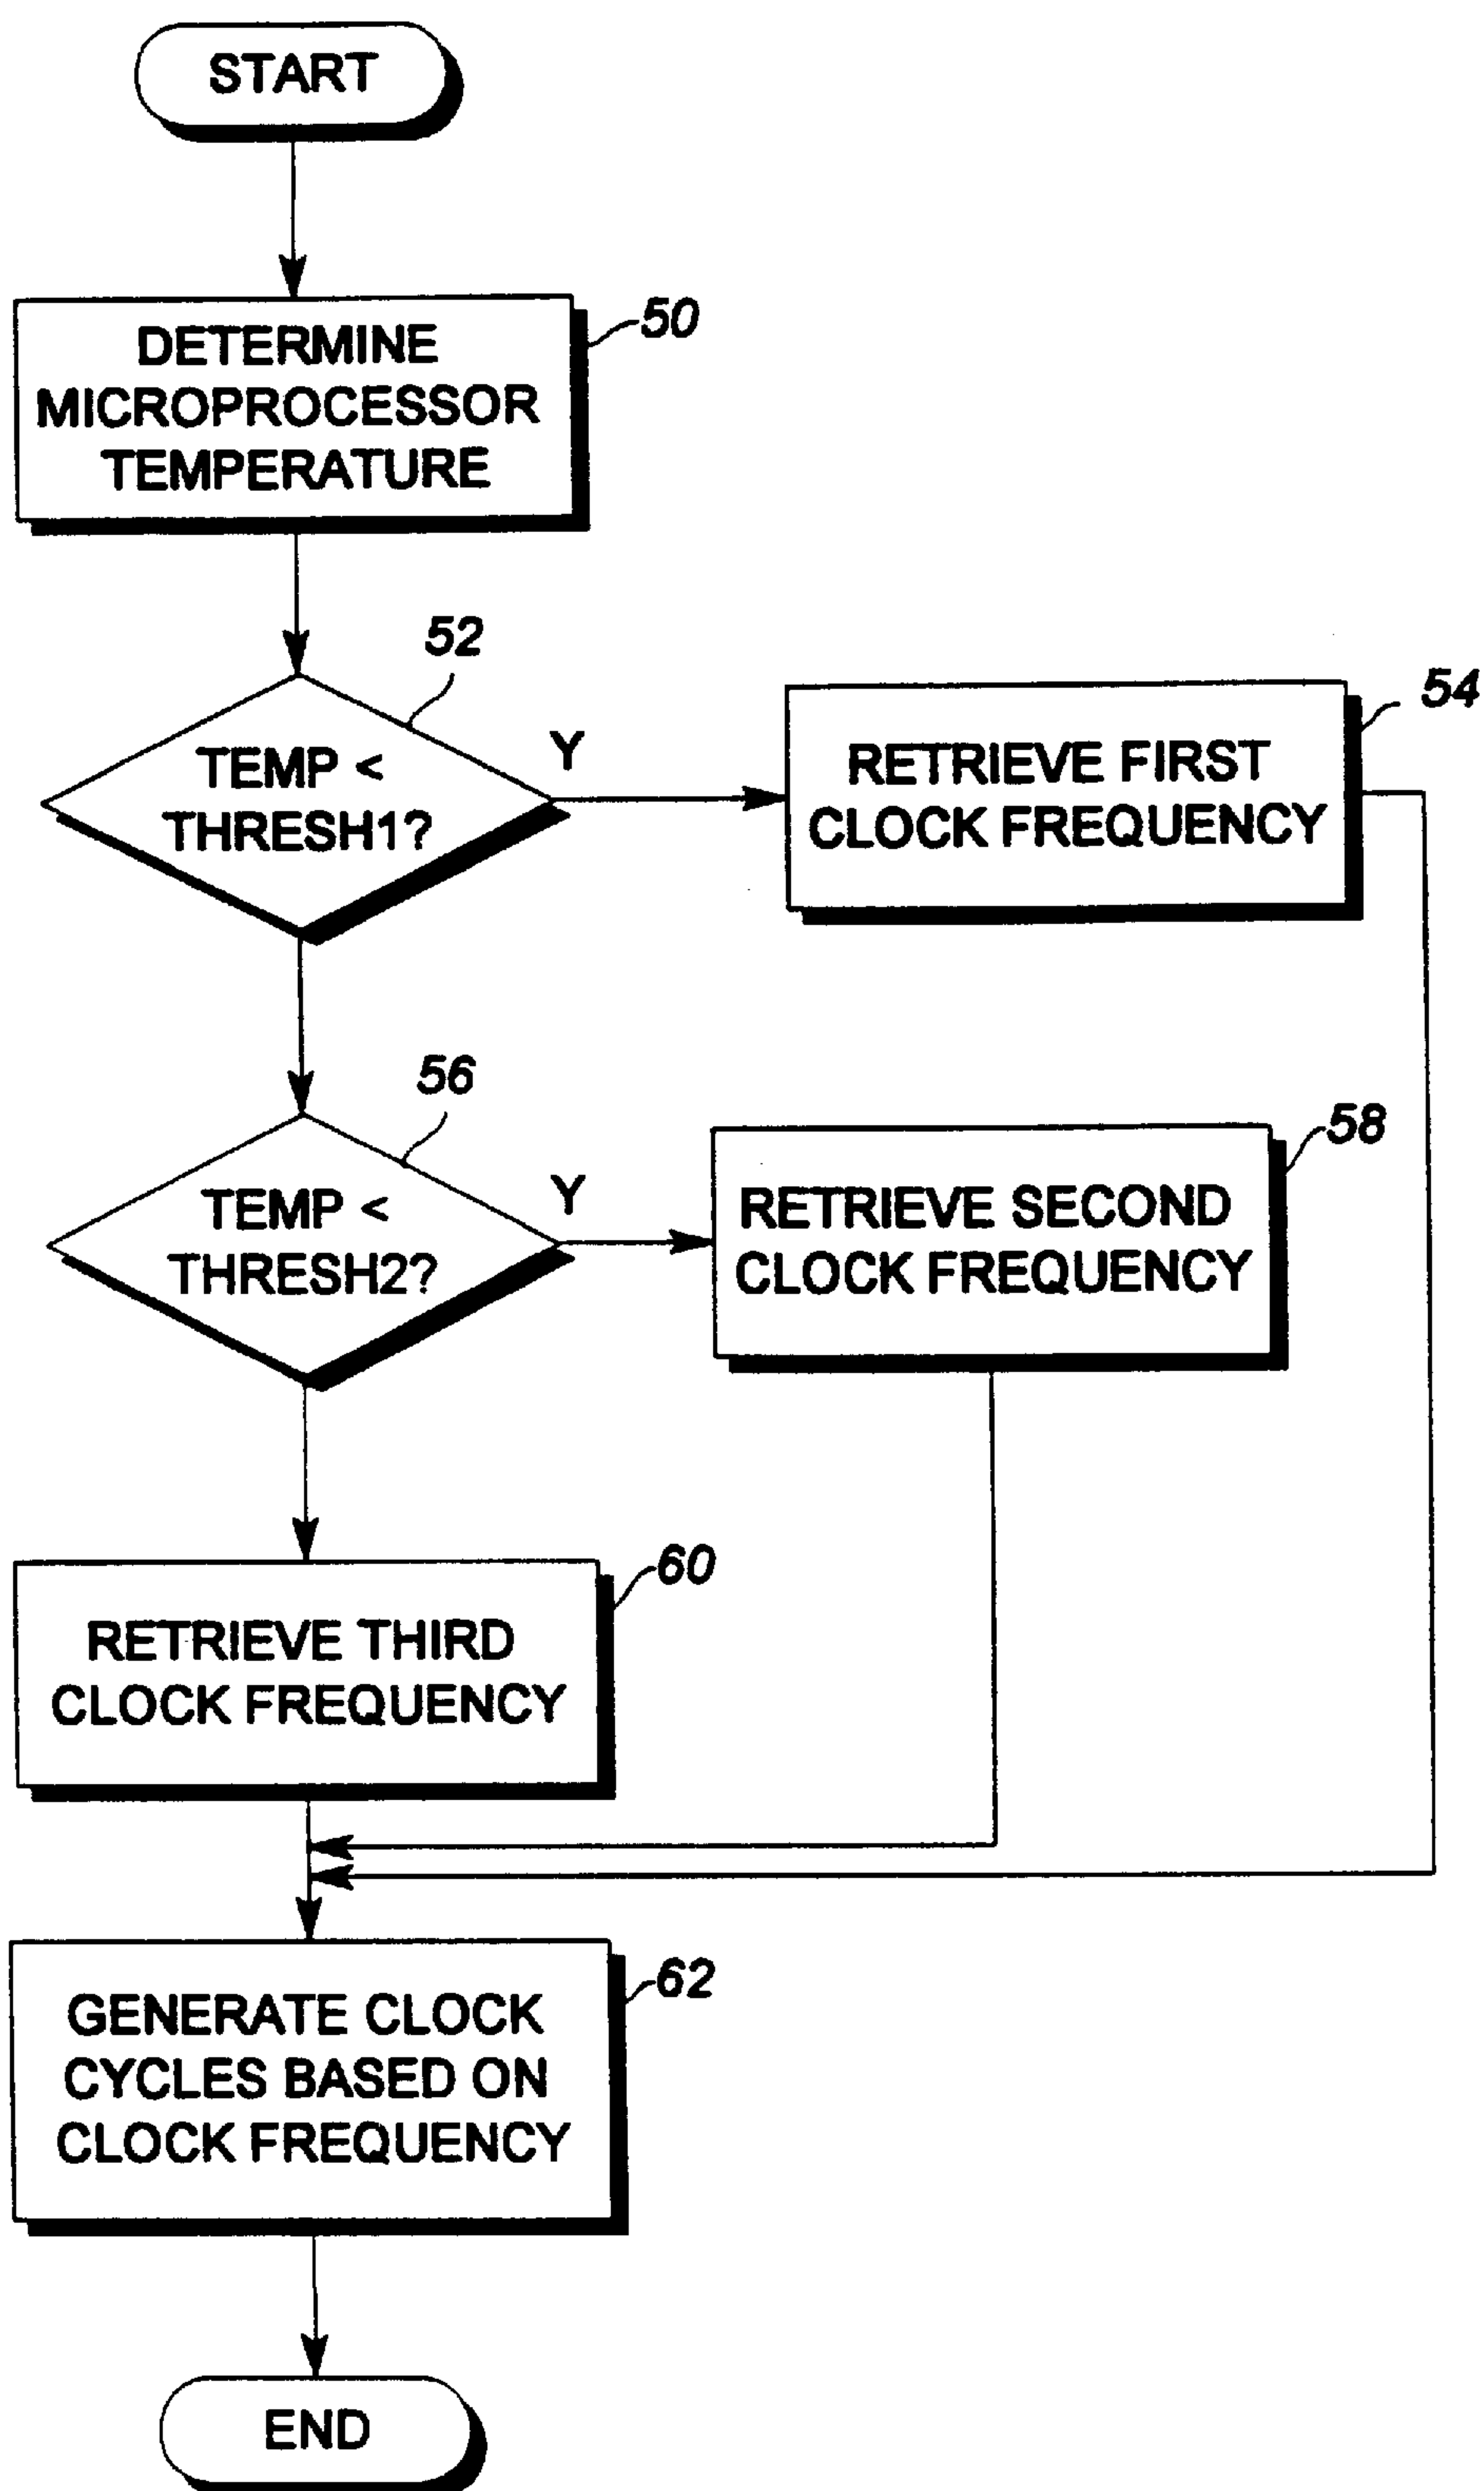 START
50
DETERMINE
MICROPROCESSOR
TEMPERATURE
52
TEMP <
THRESH1?
Y
54
RETRIEVE FIRST
CLOCK FREQUENCY
56
TEMP <
THRESH2?
Y
58
RETRIEVE SECOND
CLOCK FREQUENCY
60
RETRIEVE THIRD
CLOCK FREQUENCY
62
GENERATE CLOCK
CYCLES BASED ON
CLOCK FREQUENCY
END